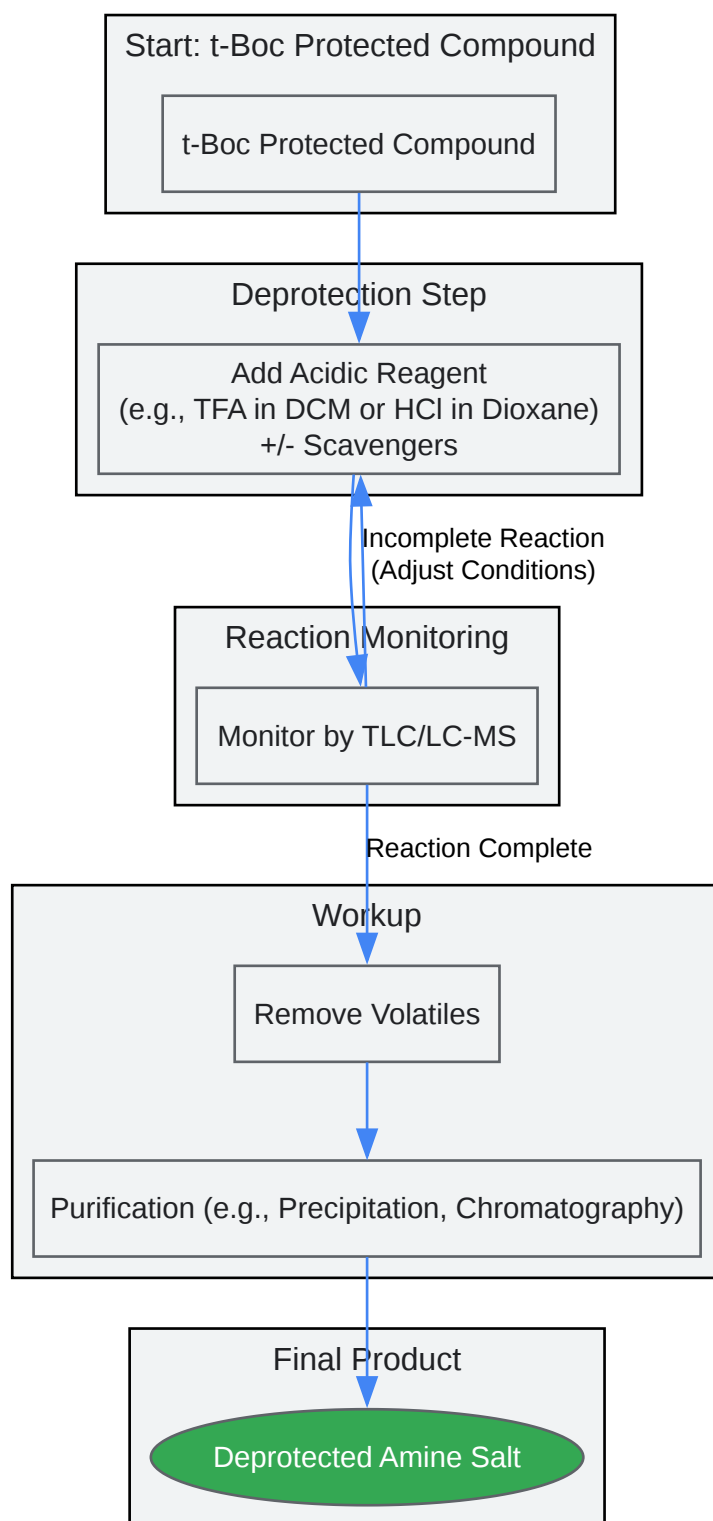 Start: t-Boc Protected Compound
t-Boc Protected Compound
Deprotection Step
Add Acidic Reagent
(e.g., TFA in DCM or HCl in Dioxane)
+/- Scavengers
Incomplete Reaction
(Adjust Conditions)
Reaction Monitoring
Monitor by TLC/LC-MS
Reaction Complete
Workup
Remove Volatiles
Purification (e.g., Precipitation, Chromatography)
Final Product
Deprotected Amine Salt